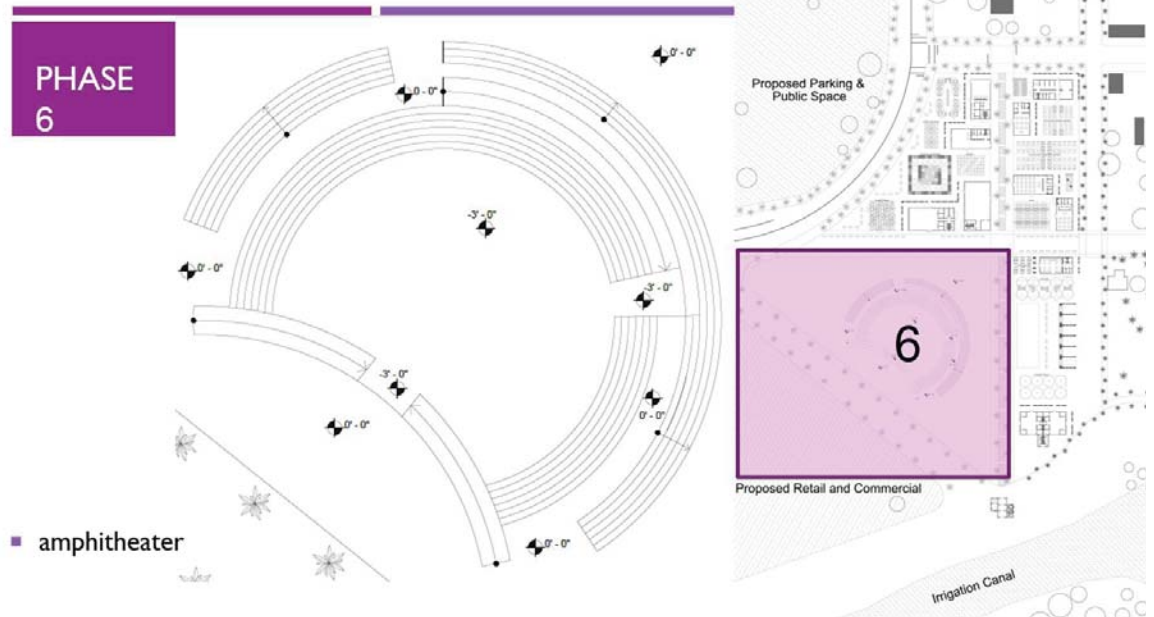 PHASE
6
0' - 0"
0 - 0"
-3' - 0"
0' - 0"
-3' - 0"
-3' - 0"
0' - 0"
0' - 0"
0' - 0"
amphitheater
Proposed Parking &
Public Space
6
Proposed Retail and Commercial
Irrigation Canal